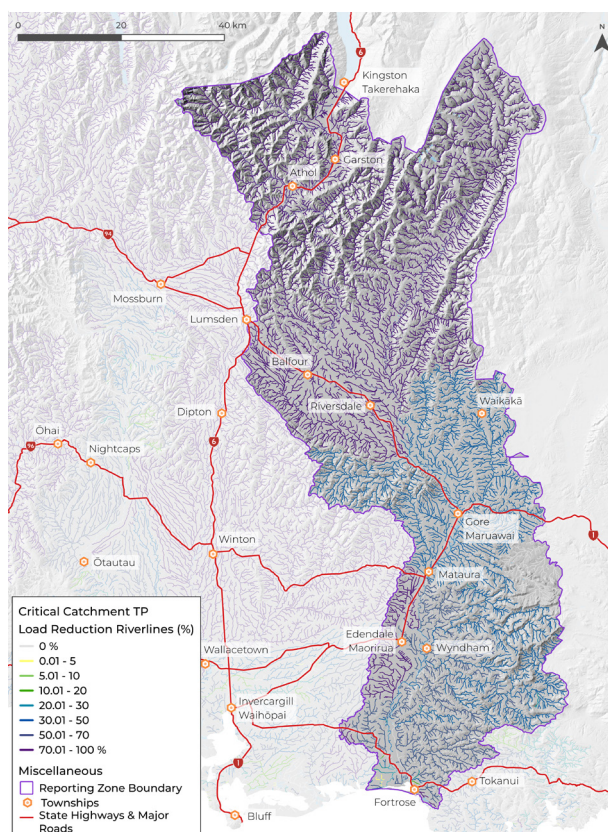 0 20 40 km
N
6
Kingston
Takerehaka
Garston
Athol
94
Mossburn
Lumsden
Balfour
Riversdale
Waikākā
Dipton
Ōhai
96
Nightcaps
6
Gore
Maruawai
1
Winton
Ōtautau
Mataura
Edendale
Maorirua
Wyndham
Wallacetown
Invercargill
Waihōpai
1
Tokanui
Fortrose
Bluff
Critical Catchment TP
Load Reduction Riverlines (%)
0 %
0.01 - 5
5.01 - 10
10.01 - 20
20.01 - 30
30.01 - 50
50.01 - 70
70.01 - 100 %
Miscellaneous
Reporting Zone Boundary
Townships
State Highways & Major
Roads